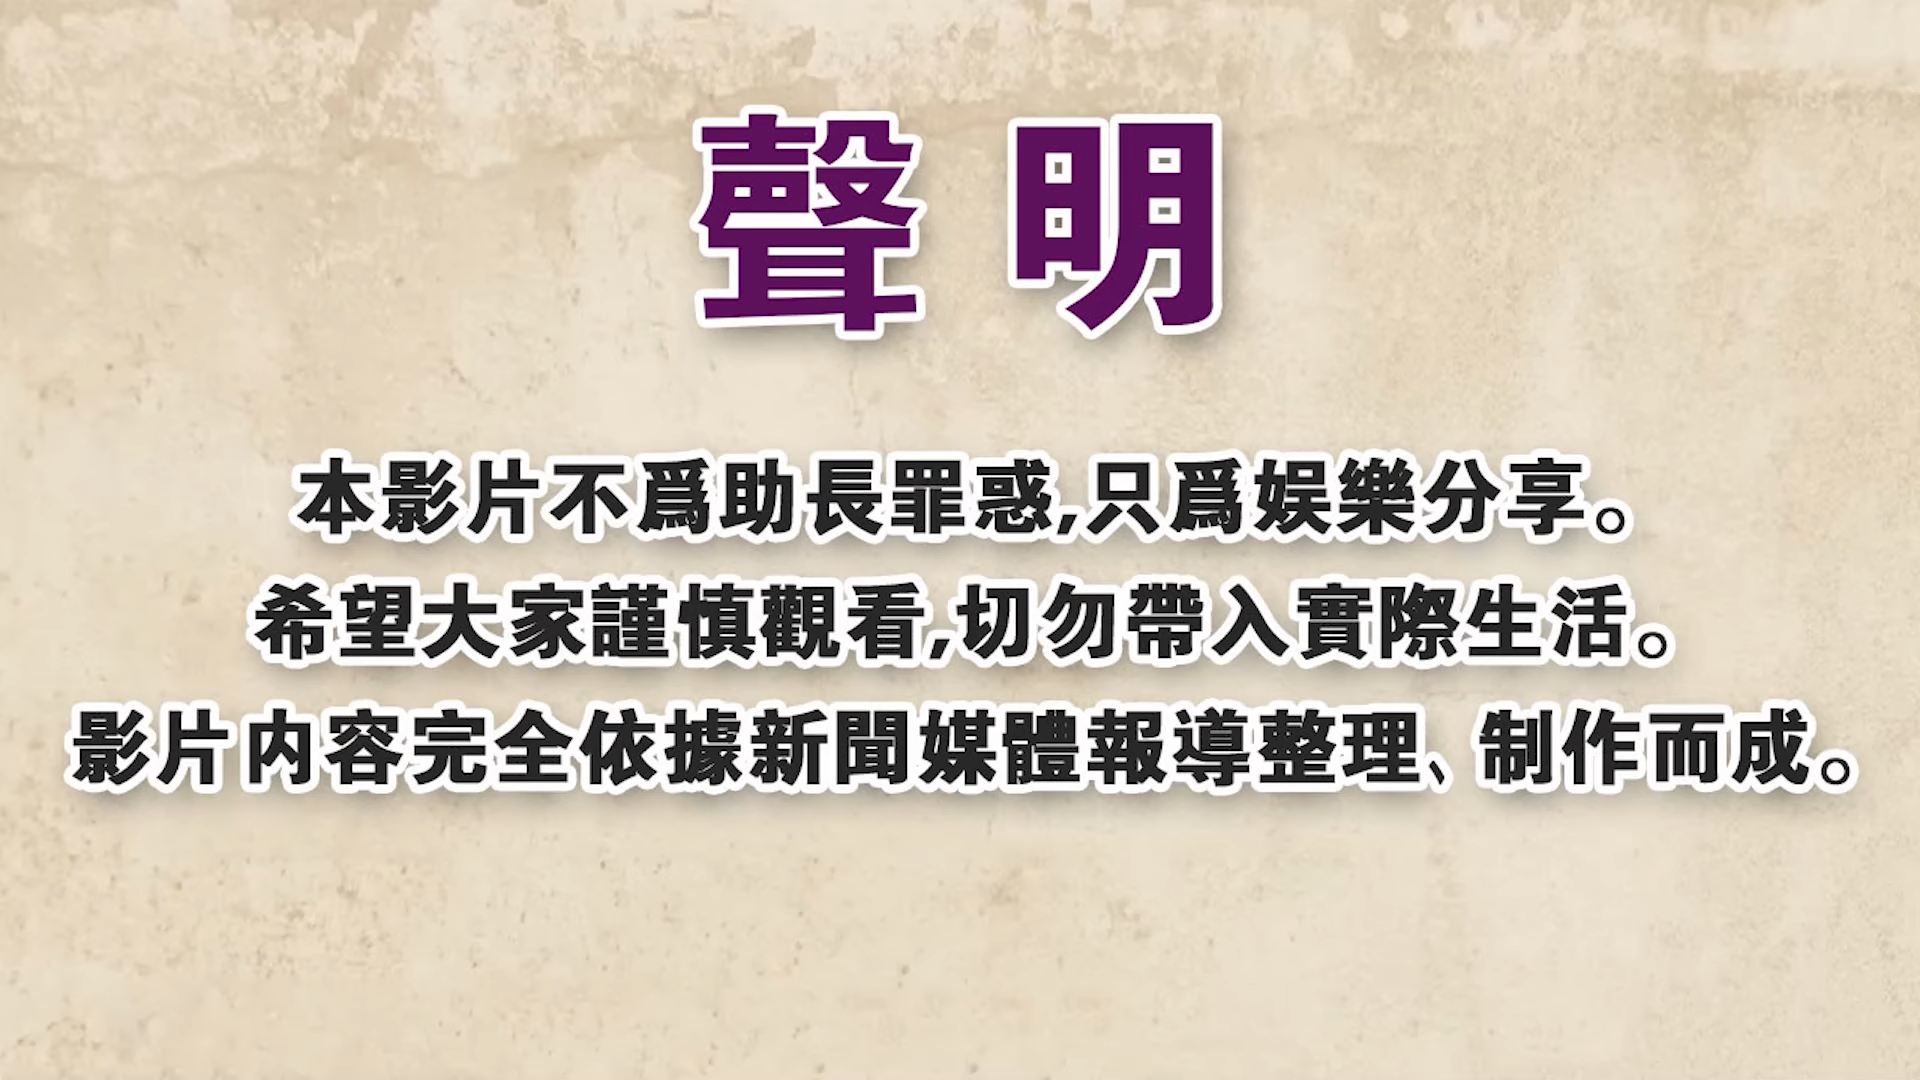 聲明
本影片不爲助長罪惑,只爲娛樂分享。
希望大家謹慎觀看,切勿帶入實際生活。
影片内容完全依據新聞媒體報導整理、制作而成。